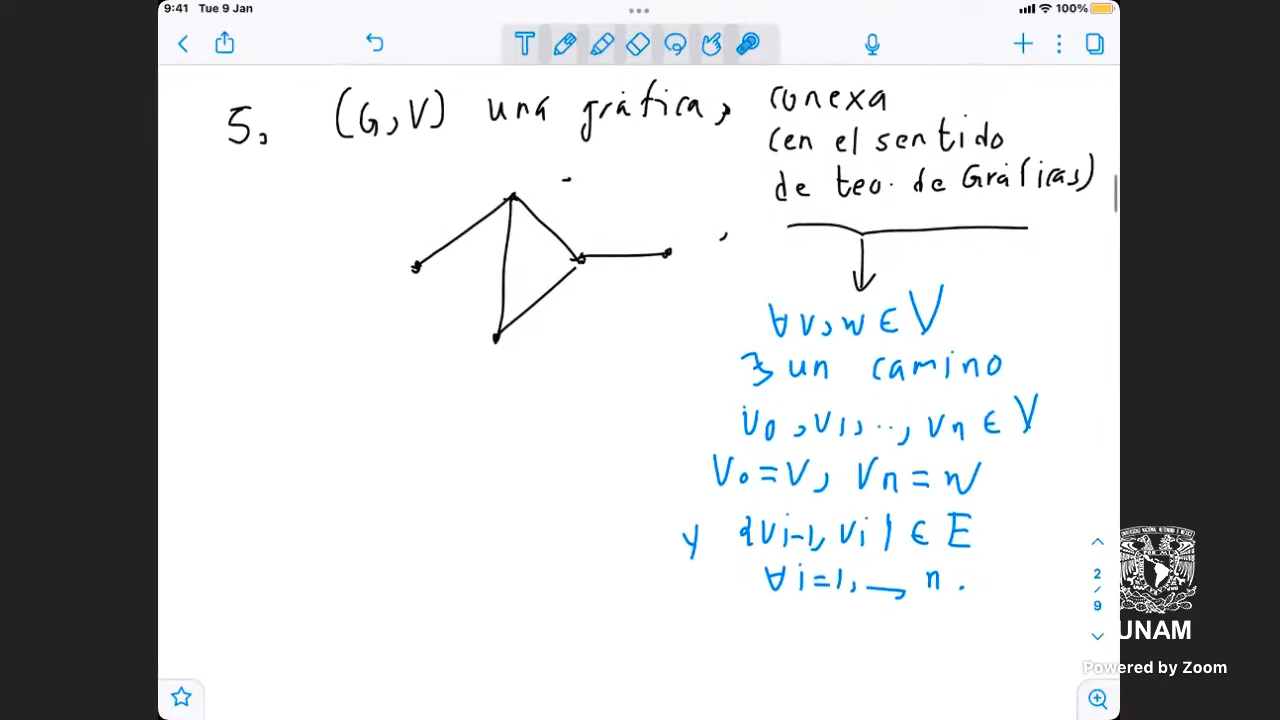 9:41 Tue 9 Jan
100%
5. (G,V) una gráfica, conexa
(en el sentido
de teo. de Gráficas)
∀ v, w ∈ V
∃ un camino
v0, v1, .., vn ∈ V
v0 = v, vn = w
y {vi-1, vi} ∈ E
∀ i=1, __, n.
2
/
9
UNAM
Powered by Zoom